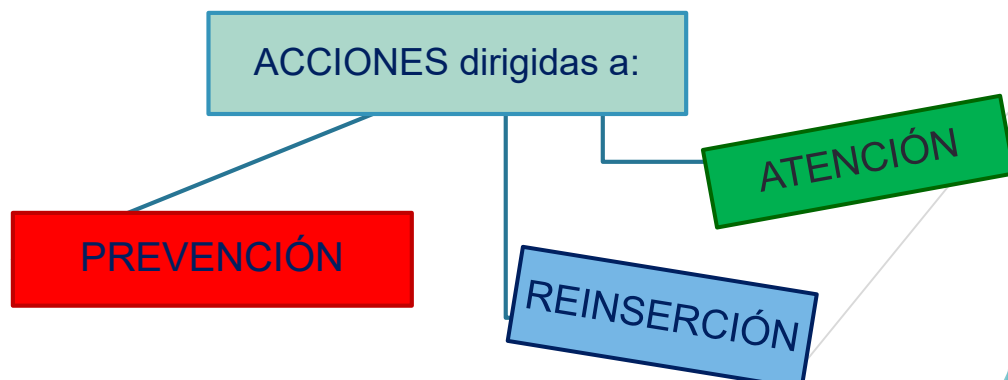 ACCIONES dirigidas a:
ATENCIÓN
PREVENCIÓN
REINSERCIÓN